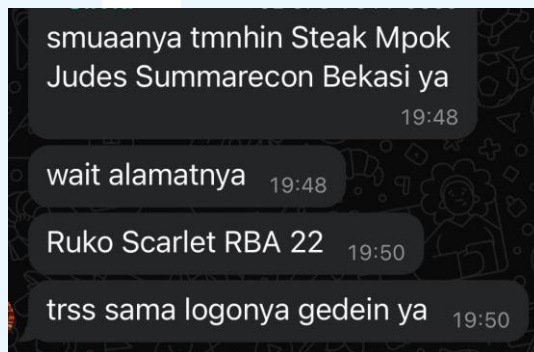 smuaanya tmnhin Steak Mpok
Judes Summarecon Bekasi ya
19:48
wait alamatnya 19:48
Ruko Scarlet RBA 22 19:50
trss sama logonya gedein ya 19:50